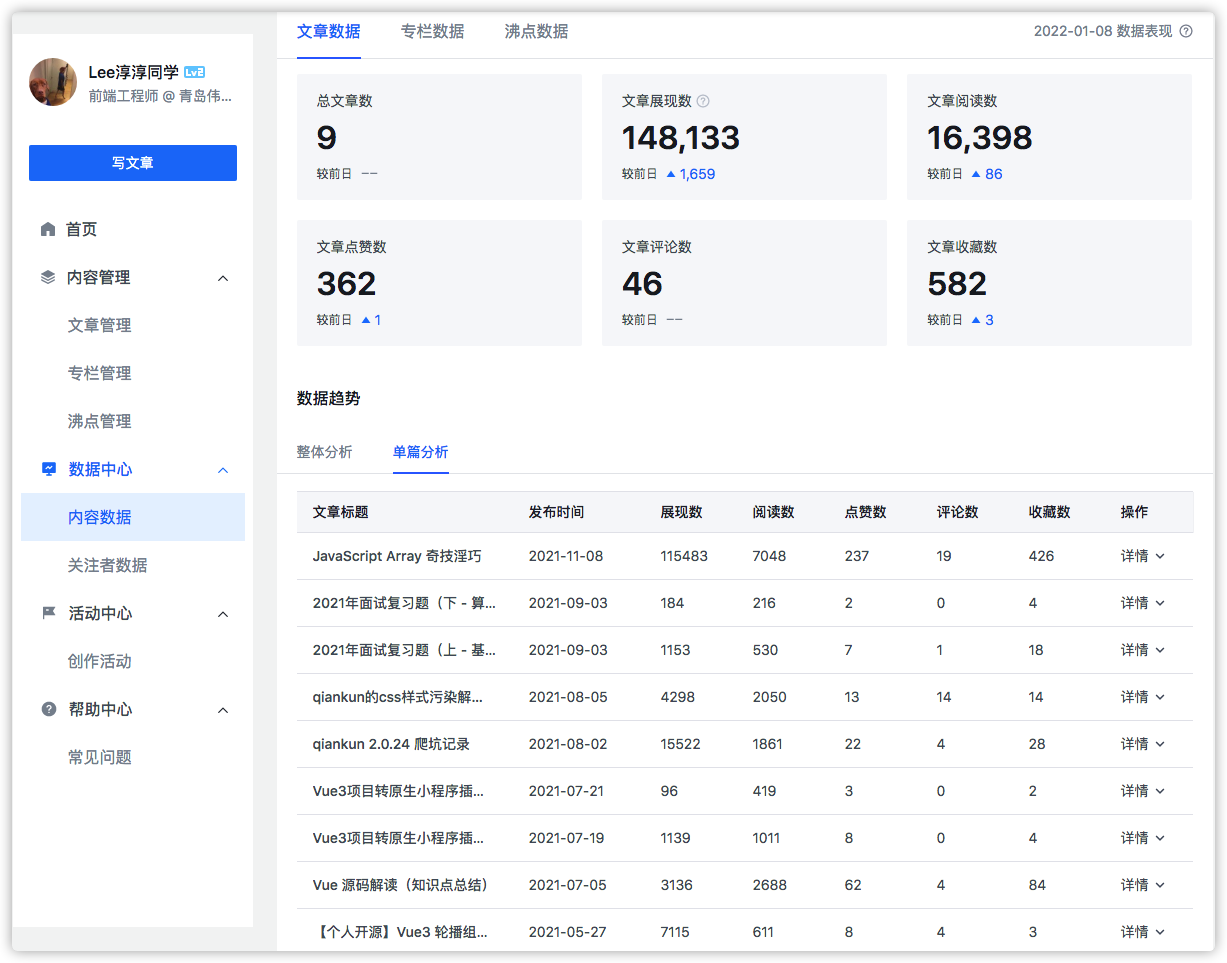 Lee淳淳同学 Lv3
前端工程师 @ 青岛伟...
写文章
首页
内容管理
文章管理
专栏管理
沸点管理
数据中心
内容数据
关注者数据
活动中心
创作活动
帮助中心
常见问题
文章数据 专栏数据 沸点数据 2022-01-08 数据表现
总文章数 文章展现数 文章阅读数
9 148,133 16,398
较前日 -- 较前日 ▲ 1,659 较前日 ▲ 86
文章点赞数 文章评论数 文章收藏数
362 46 582
较前日 ▲ 1 较前日 -- 较前日 ▲ 3
数据趋势
整体分析 单篇分析
文章标题 发布时间 展现数 阅读数 点赞数 评论数 收藏数 操作
JavaScript Array 奇技淫巧 2021-11-08 115483 7048 237 19 426 详情
2021年面试复习题（下 - 算... 2021-09-03 184 216 2 0 4 详情
2021年面试复习题（上 - 基... 2021-09-03 1153 530 7 1 18 详情
qiankun的css样式污染解... 2021-08-05 4298 2050 13 14 14 详情
qiankun 2.0.24 爬坑记录 2021-08-02 15522 1861 22 4 28 详情
Vue3项目转原生小程序插... 2021-07-21 96 419 3 0 2 详情
Vue3项目转原生小程序插... 2021-07-19 1139 1011 8 0 4 详情
Vue 源码解读（知识点总结） 2021-07-05 3136 2688 62 4 84 详情
【个人开源】Vue3 轮播组... 2021-05-27 7115 611 8 4 3 详情